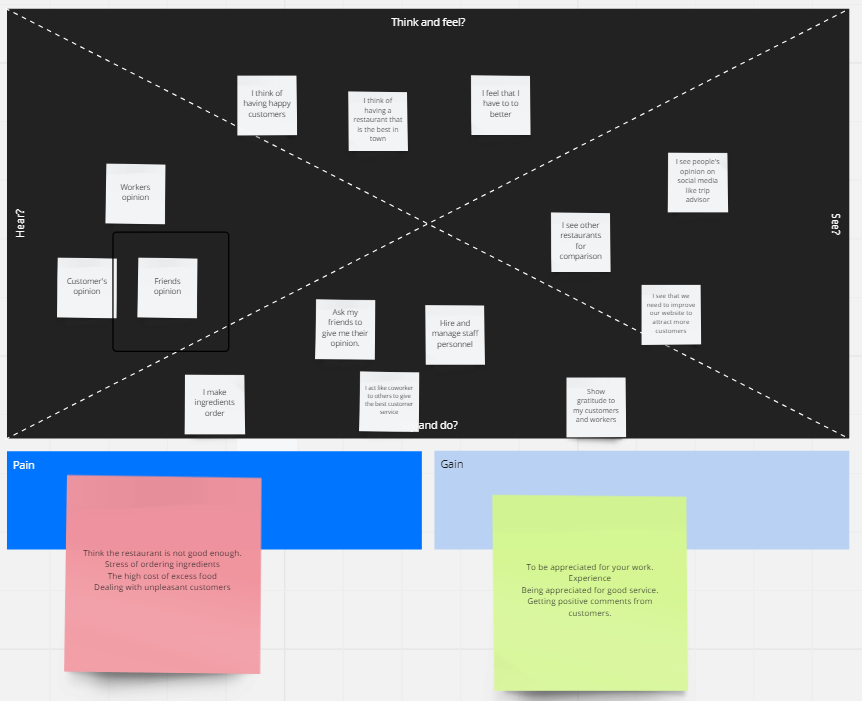 Think and feel?
I think of
having happy
customers
I think of
having a
restaurant that
is the best in
town
I feel that I
have to to
better
Hear?
Workers
opinion
Customer's
opinion
Friends
opinion
See?
I see people's
opinion on
social media
like trip
advisor
I see other
restaurants
for
comparison
I see that we
need to improve
our website to
attract more
customers
Ask my
friends to
give me their
opinion.
Hire and
manage staff
personnel
I make
ingredients
order
I act like coworker
to others to give
the best customer
service
Show
gratitude to
my customers
and workers
and do?
Pain
Think the restaurant is not good enough.
Stress of ordering ingredients
The high cost of excess food
Dealing with unpleasant customers
Gain
To be appreciated for your work.
Experience
Being appreciated for good service.
Getting positive comments from
customers.